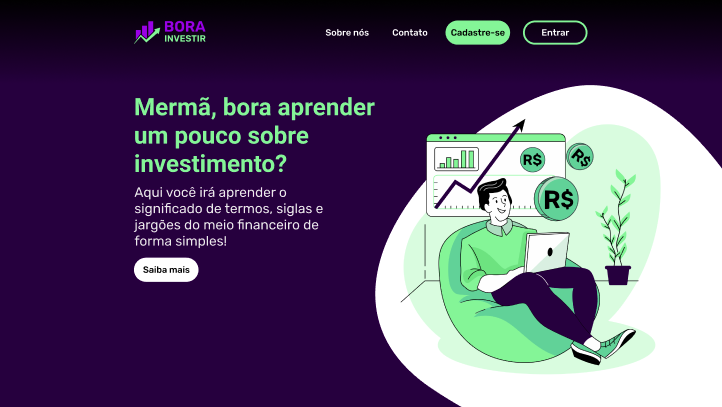 BORA
INVESTIR
Sobre nós
Contato
Cadastre-se
Entrar
Mermã, bora aprender
um pouco sobre
investimento?
Aqui você irá aprender o
significado de termos, siglas e
jargões do meio financeiro de
forma simples!
Saiba mais
R$
R$
R$